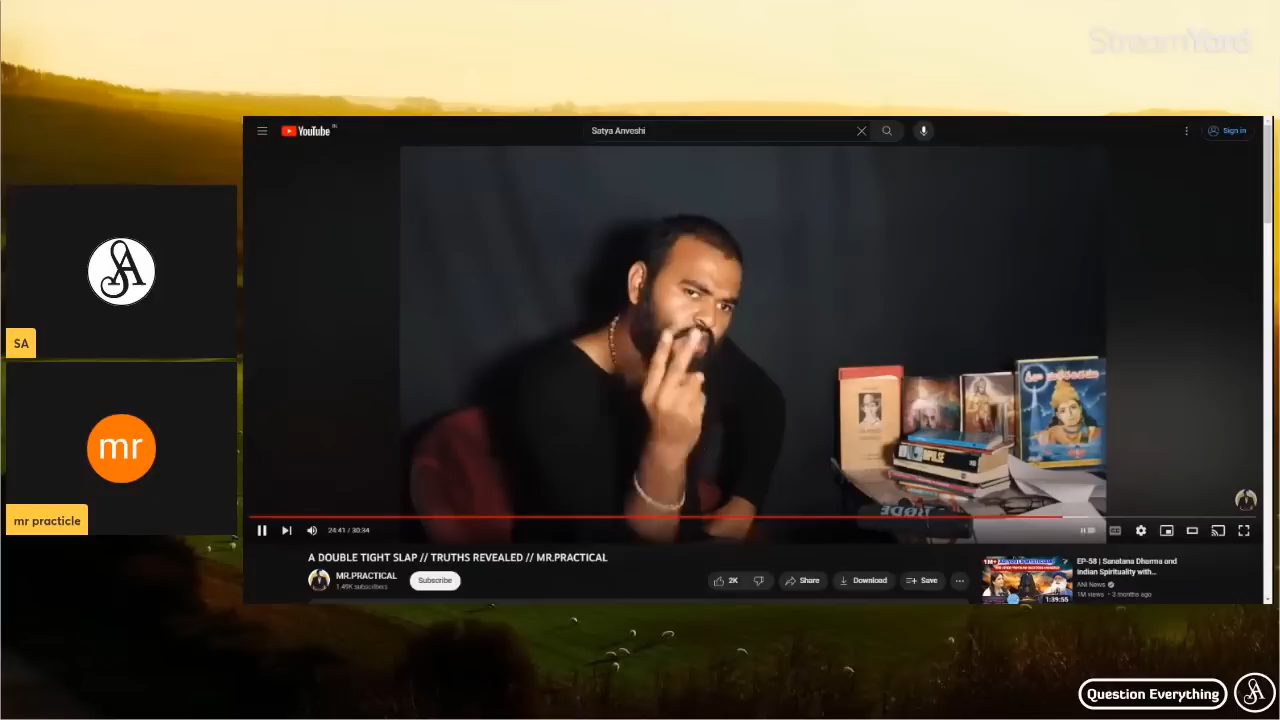 StreamYard
YouTube
Satya Anveshi
Sign in
SA
mr
mr practicle
24:41 / 30:34
A DOUBLE TIGHT SLAP // TRUTHS REVEALED // MR.PRACTICAL
MR.PRACTICAL
1.49K subscribers
Subscribe
2K
Share
Download
Save
EP-58 | Sanatana Dharma and
Indian Spirituality with...
ANI News
1M views • 3 months ago
1:39:55
Question Everything